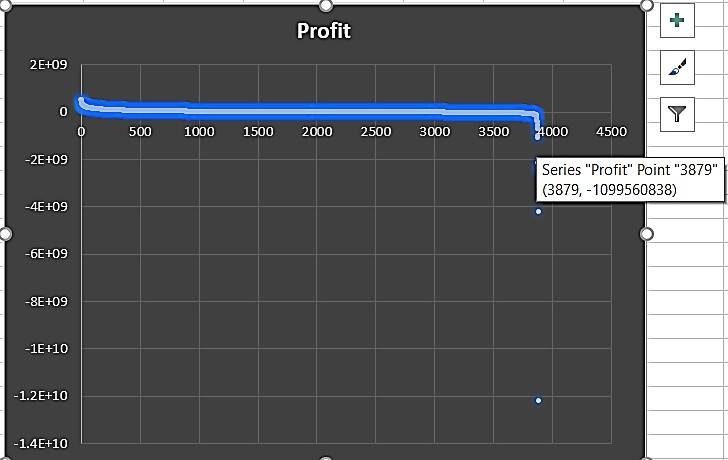 Profit
2E+09
0
0 500 1000 1500 2000 2500 3000 3500 4000 4500
-2E+09
Series "Profit" Point "3879"
(3879, -1099560838)
-4E+09
-6E+09
-8E+09
-1E+10
-1.2E+10
-1.4E+10